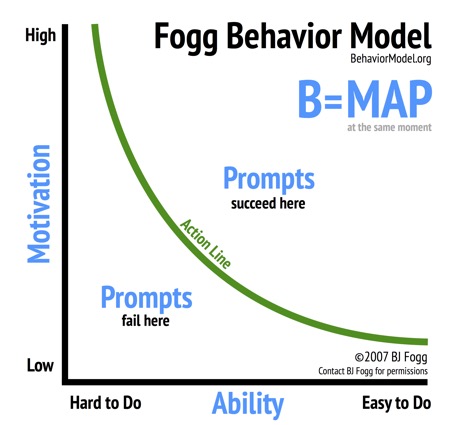 High
Fogg Behavior Model
BehaviorModel.org
B=MAP
at the same moment
Motivation
Prompts
succeed here
Action Line
Prompts
fail here
Low
©2007 BJ Fogg
Contact BJ Fogg for permissions
Hard to Do
Ability
Easy to Do